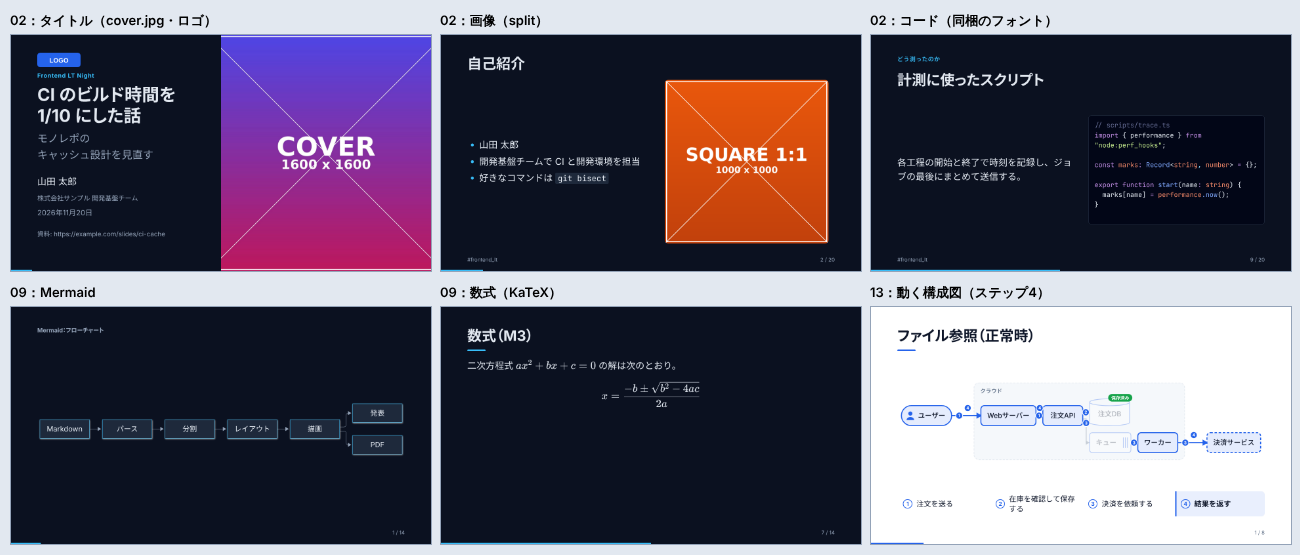 02：タイトル（cover.jpg・ロゴ）
LOGO
Frontend LT Night
CI のビルド時間を
1/10 にした話
モノレポの
キャッシュ設計を見直す
山田 太郎
株式会社サンプル 開発基盤チーム
2026年11月20日
資料: https://example.com/slides/ci-cache
COVER
1600 x 1600
02：画像（split）
自己紹介
山田 太郎
開発基盤チームで CI と開発環境を担当
好きなコマンドは git bisect
SQUARE 1:1
1000 x 1000
#frontend_lt
2 / 20
02：コード（同梱のフォント）
どう測ったのか
計測に使ったスクリプト
各工程の開始と終了で時刻を記録し、ジョ
ブの最後にまとめて送信する。
// scripts/trace.ts
import { performance } from
"node:perf_hooks";
const marks: Record<string, number> = {};
export function start(name: string) {
marks[name] = performance.now();
}
#frontend_lt
9 / 20
09：Mermaid
Mermaid：フローチャート
Markdown
パース
分割
レイアウト
描画
発表
PDF
1 / 14
09：数式（KaTeX）
数式（M3）
二次方程式 ax² + bx + c = 0 の解は次のとおり。
x = (−b ± √(b² − 4ac)) / 2a
7 / 14
13：動く構成図（ステップ4）
ファイル参照（正常時）
クラウド
ユーザー
1
4
Webサーバー
4
1
注文API
2
3
保存済み
注文DB
キュー
3
ワーカー
3
4
決済サービス
1 注文を送る
2 在庫を確認して保存
する
3 決済を依頼する
4 結果を返す
1 / 8